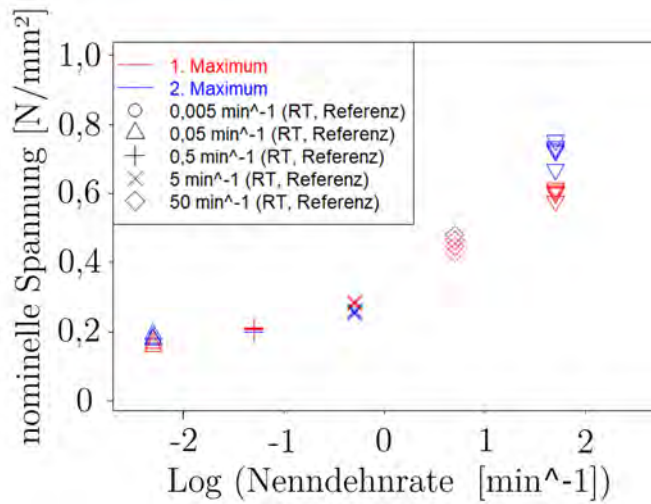 nominelle Spannung [N/mm²]
1,0
0,8
0,6
0,4
0,2
0
1. Maximum
2. Maximum
0,005 min^-1 (RT, Referenz)
0,05 min^-1 (RT, Referenz)
0,5 min^-1 (RT, Referenz)
5 min^-1 (RT, Referenz)
50 min^-1 (RT, Referenz)
-2 -1 0 1 2
Log (Nenndehnrate [min^-1])